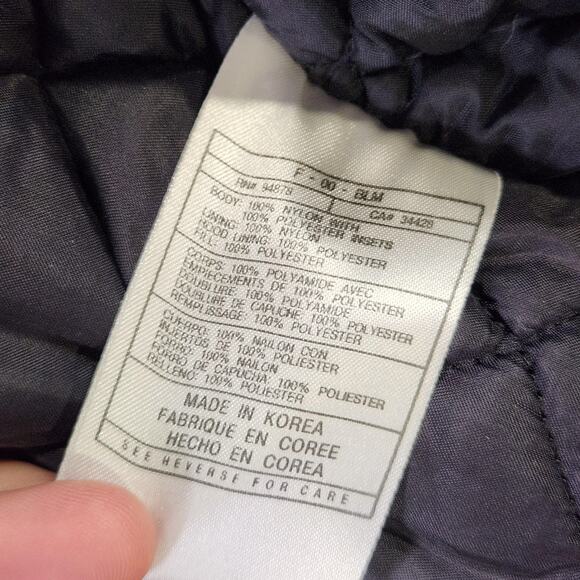 F - 00 - BLM
RN# 94878 CA# 34428
BODY: 100% NYLON WITH
100% POLYESTER INSETS
LINING: 100% NYLON
HOOD LINING: 100% POLYESTER
FILL: 100% POLYESTER
CORPS: 100% POLYAMIDE AVEC
EMPIECEMENTS DE 100% POLYESTER
DOUBLURE: 100% POLYAMIDE
DOUBLURE DE CAPUCHE 100% POLYESTER
REMPLISSAGE: 100% POLYESTER
CUERPO: 100% NAILON CON
INJERTOS DE 100% POLIESTER
FORRO: 100% NAILON
FORRO DE CAPUCHA: 100% POLIESTER
RELLENO: 100% POLIESTER
MADE IN KOREA
FABRIQUE EN COREE
HECHO EN COREA
SEE REVERSE FOR CARE